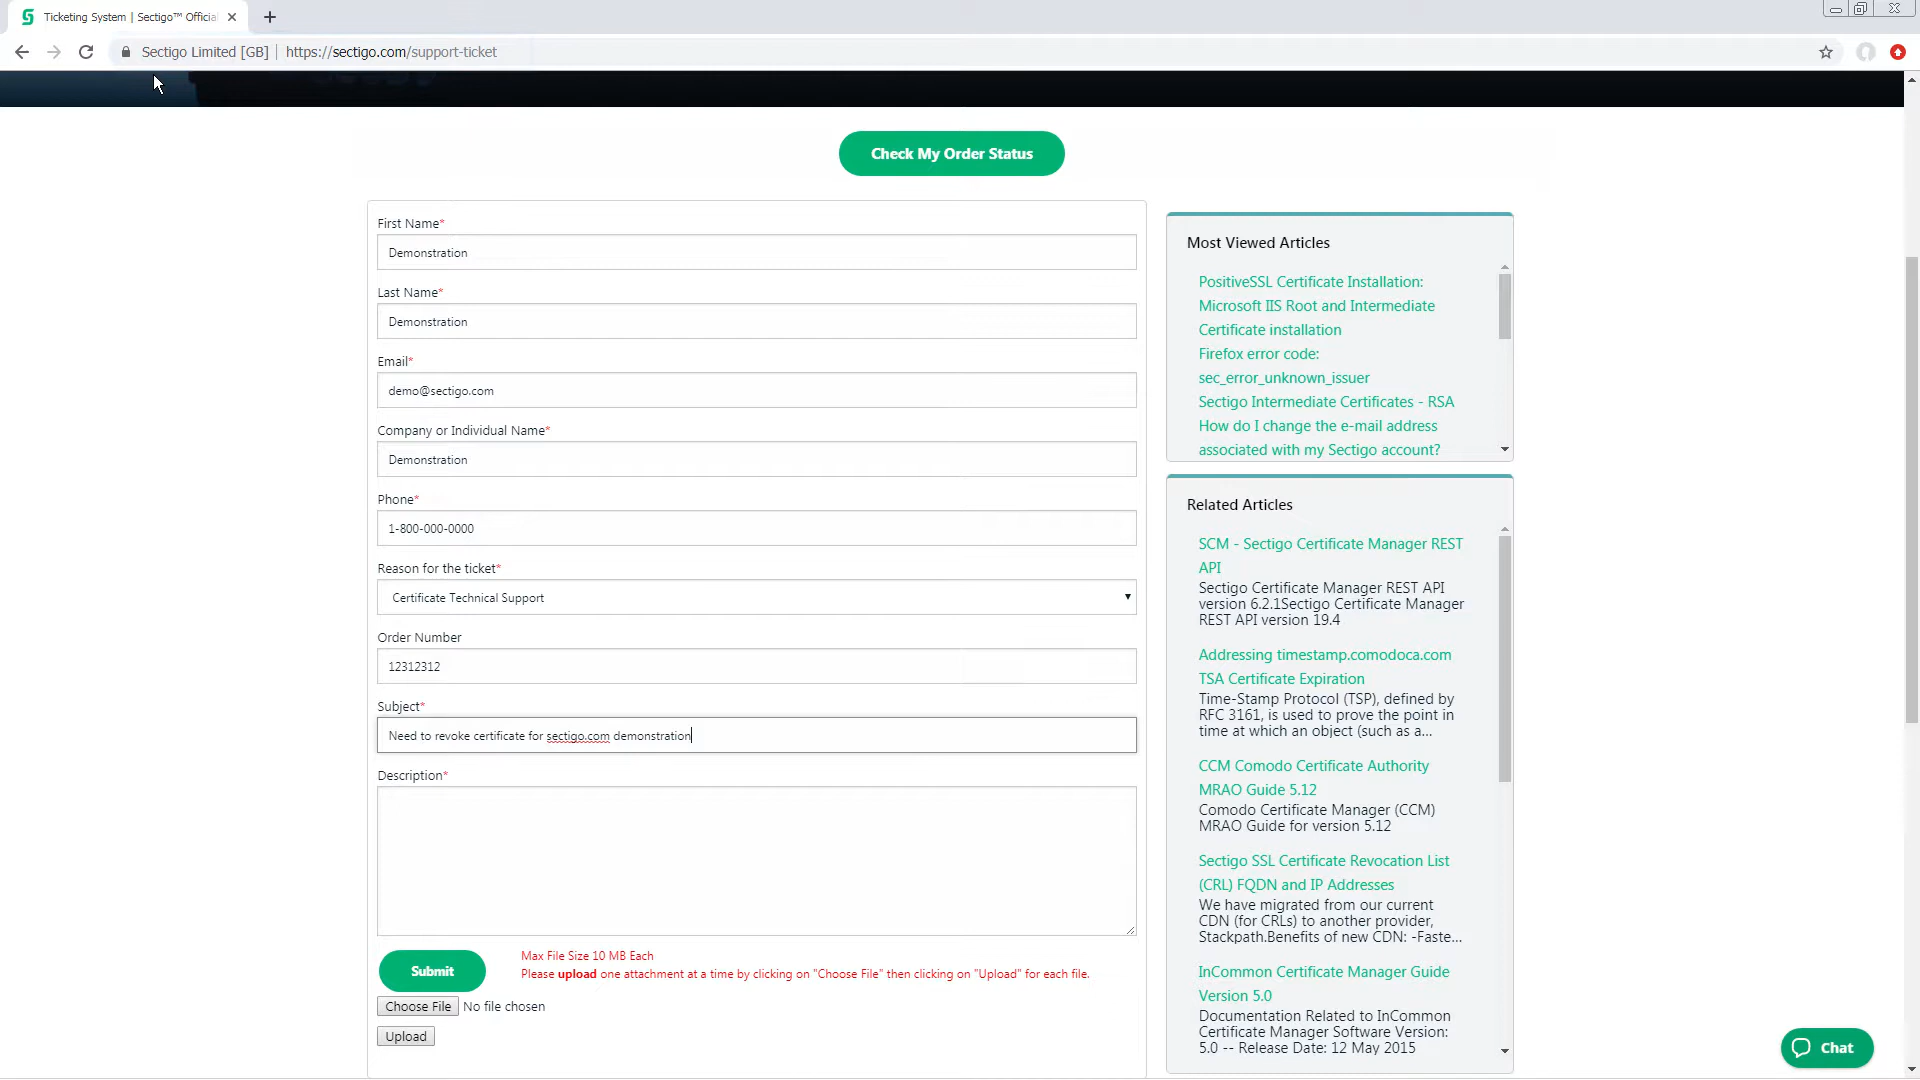 Ticketing System | Sectigo™ Officia
Sectigo Limited [GB] | https://sectigo.com/support-ticket
Check My Order Status
First Name*
Demonstration
Last Name*
Demonstration
Email*
demo@sectigo.com
Company or Individual Name*
Demonstration
Phone*
1-800-000-0000
Reason for the ticket*
Certificate Technical Support
Order Number
12312312
Subject*
Need to revoke certificate for sectigo.com demonstration
Description*
Submit
Max File Size 10 MB Each
Please upload one attachment at a time by clicking on "Choose File" then clicking on "Upload" for each file.
Choose File No file chosen
Upload
Most Viewed Articles
PositiveSSL Certificate Installation:
Microsoft IIS Root and Intermediate
Certificate installation
Firefox error code:
sec_error_unknown_issuer
Sectigo Intermediate Certificates - RSA
How do I change the e-mail address
associated with my Sectigo account?
Related Articles
SCM - Sectigo Certificate Manager REST
API
Sectigo Certificate Manager REST API
version 6.2.1Sectigo Certificate Manager
REST API version 19.4
Addressing timestamp.comodoca.com
TSA Certificate Expiration
Time-Stamp Protocol (TSP), defined by
RFC 3161, is used to prove the point in
time at which an object (such as a...
CCM Comodo Certificate Authority
MRAO Guide 5.12
Comodo Certificate Manager (CCM)
MRAO Guide for version 5.12
Sectigo SSL Certificate Revocation List
(CRL) FQDN and IP Addresses
We have migrated from our current
CDN (for CRLs) to another provider,
Stackpath.Benefits of new CDN: -Faste...
InCommon Certificate Manager Guide
Version 5.0
Documentation Related to InCommon
Certificate Manager Software Version:
5.0 -- Release Date: 12 May 2015
Chat